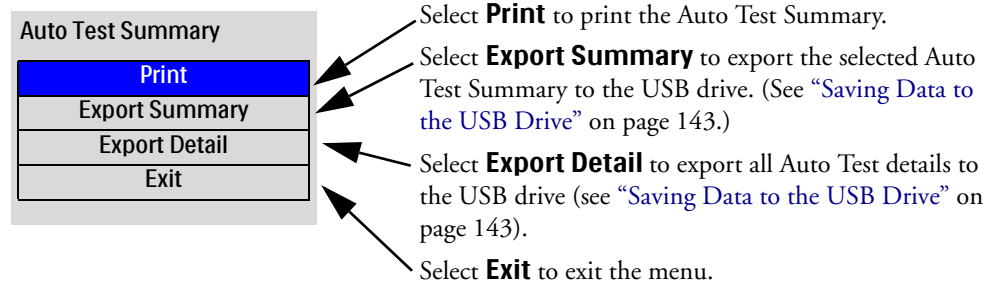 Auto Test Summary
Print
Export Summary
Export Detail
Exit
Select Print to print the Auto Test Summary.
Select Export Summary to export the selected Auto
Test Summary to the USB drive. (See “Saving Data to
the USB Drive” on page 143.)
Select Export Detail to export all Auto Test details to
the USB drive (see “Saving Data to the USB Drive” on
page 143).
Select Exit to exit the menu.